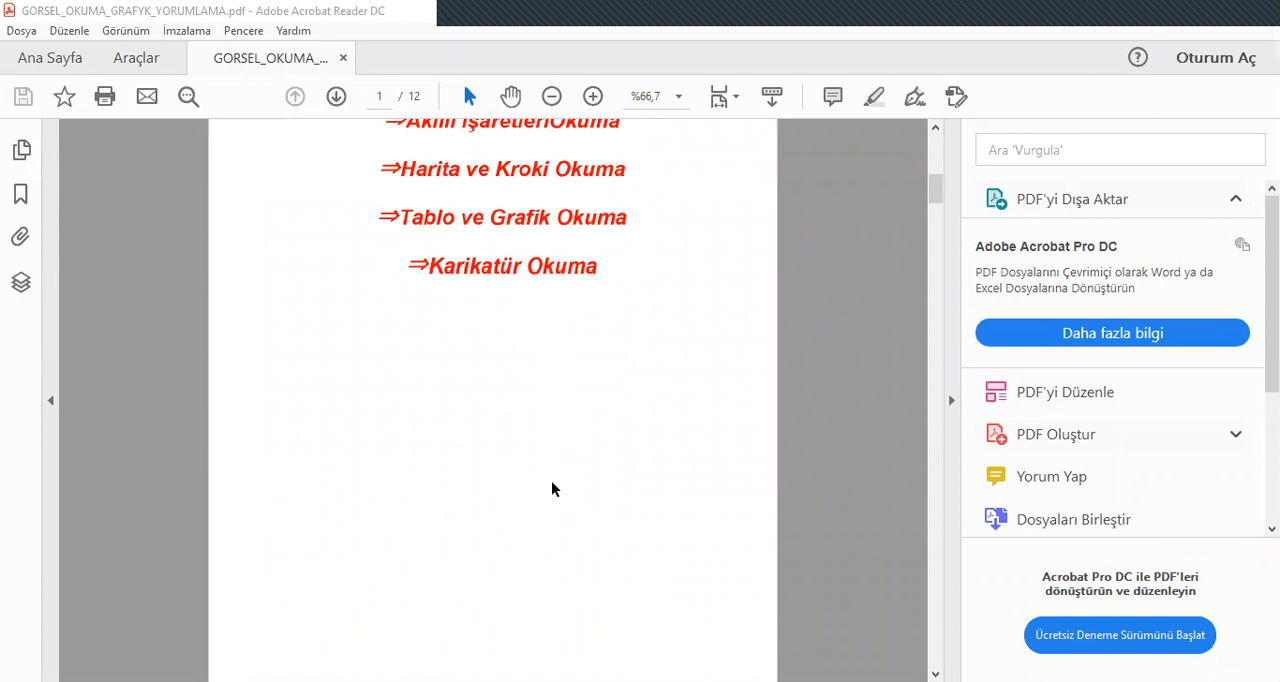 GORSEL_OKUMA_GRAFYK_YORUMLAMA.pdf - Adobe Acrobat Reader DC
Dosya Düzenle Görünüm İmzalama Pencere Yardım
Ana Sayfa Araçlar GORSEL_OKUMA_... × Oturum Aç
1 / 12 %66,7
⇒Akıllı İşaretleriOkuma
⇒Harita ve Kroki Okuma
⇒Tablo ve Grafik Okuma
⇒Karikatür Okuma
Ara 'Vurgula'
PDF'yi Dışa Aktar
Adobe Acrobat Pro DC
PDF Dosyalarını Çevrimiçi olarak Word ya da
Excel Dosyalarına Dönüştürün
Daha fazla bilgi
PDF'yi Düzenle
PDF Oluştur
Yorum Yap
Dosyaları Birleştir
Acrobat Pro DC ile PDF'leri
dönüştürün ve düzenleyin
Ücretsiz Deneme Sürümünü Başlat